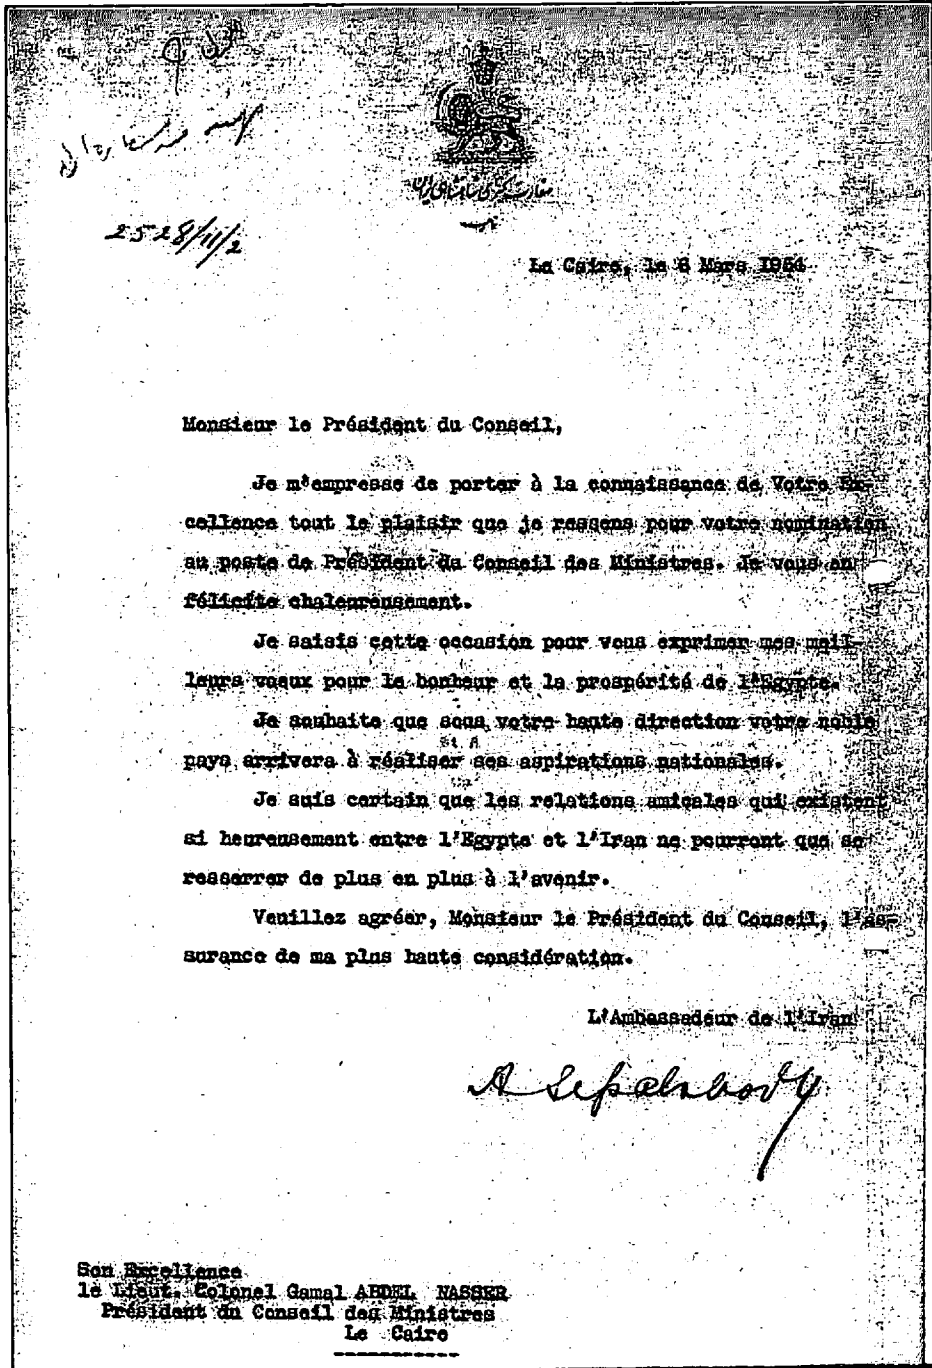 2528/11/2
Le Caire, le 6 Mars 1954
Monsieur le Président du Conseil,
Je m'empresse de porter à la connaissance de Votre Ex-
cellence tout le plaisir que je ressens pour votre nomination
au poste de Président du Conseil des Ministres. Je vous en
félicite chaleureusement.
Je saisis cette occasion pour vous exprimer mes meil-
leurs vœux pour le bonheur et la prospérité de l'Egypte.
Je souhaite que sous votre haute direction votre noble
pays arrivera à réaliser ses aspirations nationales.
Je suis certain que les relations amicales qui existent
si heureusement entre l'Egypte et l'Iran ne pourront que se
resserrer de plus en plus à l'avenir.
Veuillez agréer, Monsieur le Président du Conseil, l'as-
surance de ma plus haute considération.
L'Ambassadeur de l'Iran
A Sepahbody
Son Excellence
le Lieut. Colonel Gamal ABDEL NASSER
Président du Conseil des Ministres
Le Caire